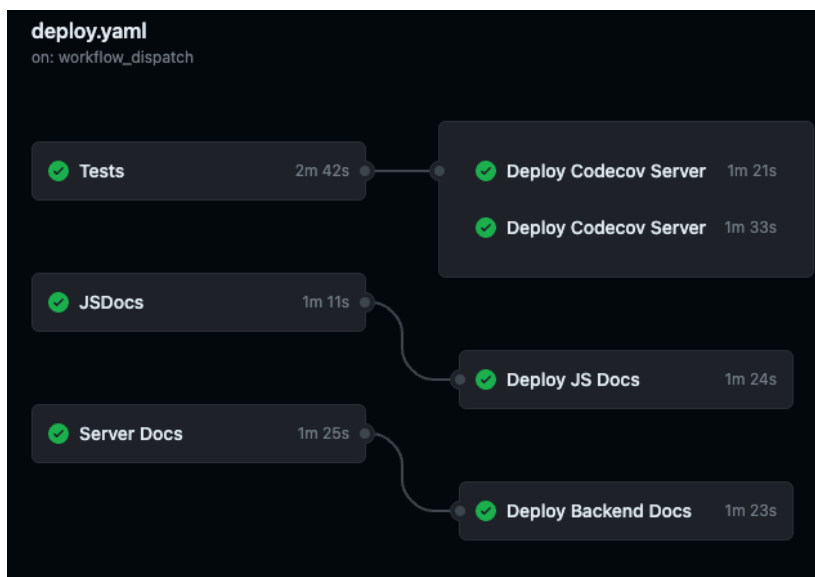 deploy.yaml
on: workflow_dispatch
Tests 2m 42s
Deploy Codecov Server 1m 21s
Deploy Codecov Server 1m 33s
JSDocs 1m 11s
Deploy JS Docs 1m 24s
Server Docs 1m 25s
Deploy Backend Docs 1m 23s